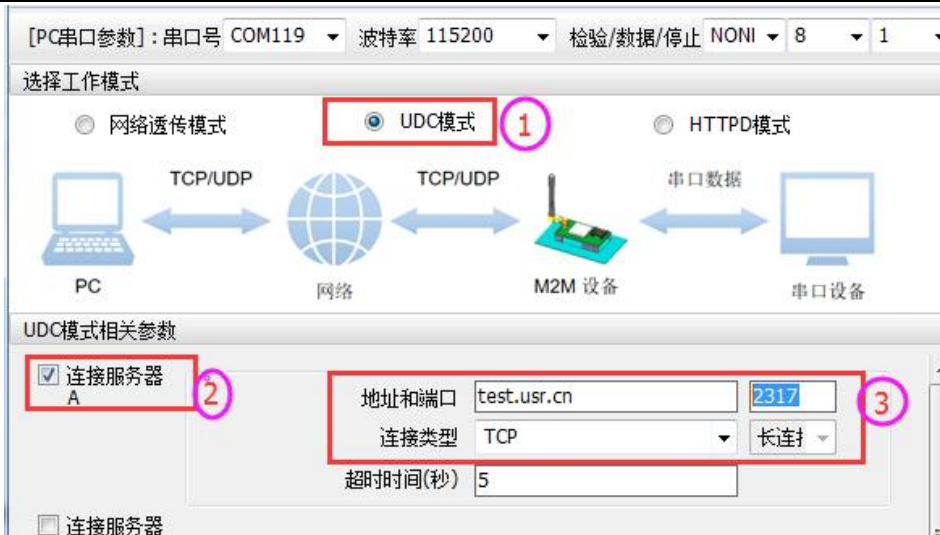 [PC串口参数]：串口号 COM119 波特率 115200 检验/数据/停止 NONI 8 1
选择工作模式
网络透传模式 UDC模式 1 HTTPD模式
TCP/UDP TCP/UDP 串口数据
PC 网络 M2M 设备 串口设备
UDC模式相关参数
连接服务器
A
2
地址和端口 test.usr.cn 2317
3
连接类型 TCP 长连
超时时间(秒) 5
连接服务器